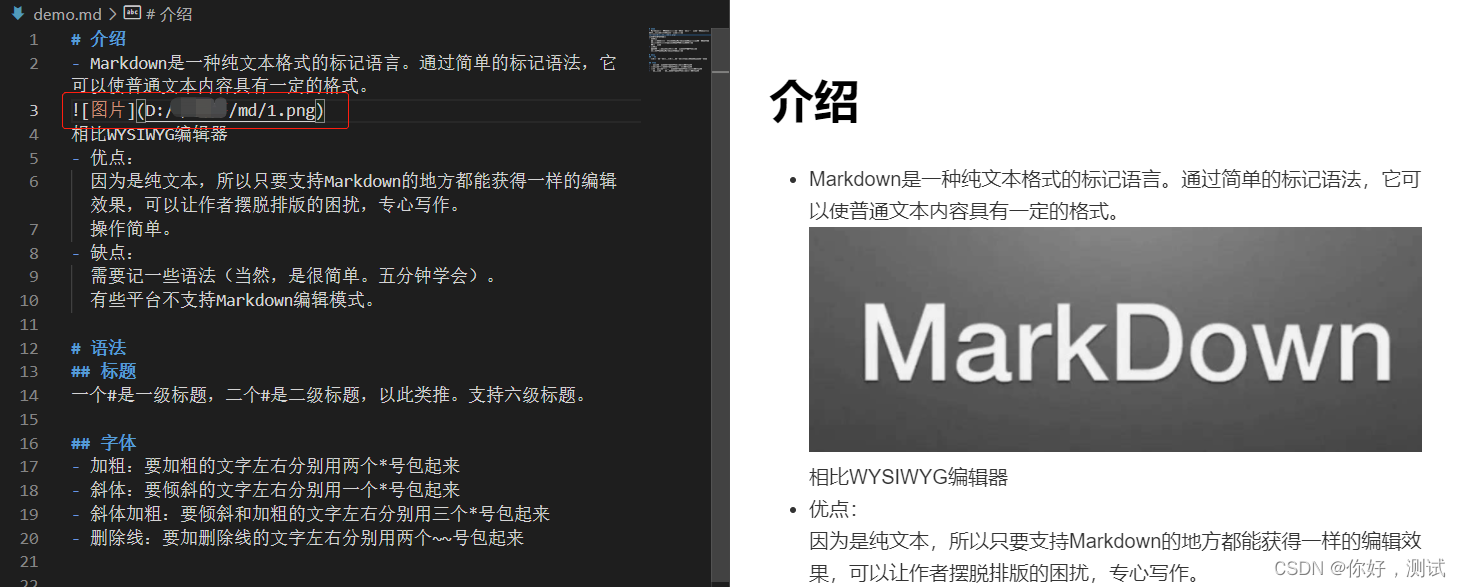 demo.md > abc # 介绍
1 # 介绍
2 - Markdown是一种纯文本格式的标记语言。通过简单的标记语法，它
可以使普通文本内容具有一定的格式。
3 ![图片](D:/ /md/1.png)
4 相比WYSIWYG编辑器
5 - 优点：
6 因为是纯文本，所以只要支持Markdown的地方都能获得一样的编辑
效果，可以让作者摆脱排版的困扰，专心写作。
7 操作简单。
8 - 缺点：
9 需要记一些语法（当然，是很简单。五分钟学会）。
10 有些平台不支持Markdown编辑模式。
11
12 # 语法
13 ## 标题
14 一个#是一级标题，二个#是二级标题，以此类推。支持六级标题。
15
16 ## 字体
17 - 加粗：要加粗的文字左右分别用两个*号包起来
18 - 斜体：要倾斜的文字左右分别用一个*号包起来
19 - 斜体加粗：要倾斜和加粗的文字左右分别用三个*号包起来
20 - 删除线：要加删除线的文字左右分别用两个~~号包起来
21
22
介绍
• Markdown是一种纯文本格式的标记语言。通过简单的标记语法，它可
以使普通文本内容具有一定的格式。
MarkDown
相比WYSIWYG编辑器
• 优点：
因为是纯文本，所以只要支持Markdown的地方都能获得一样的编辑效
果，可以让作者摆脱排版的困扰，专心写作。
CSDN @你好，测试